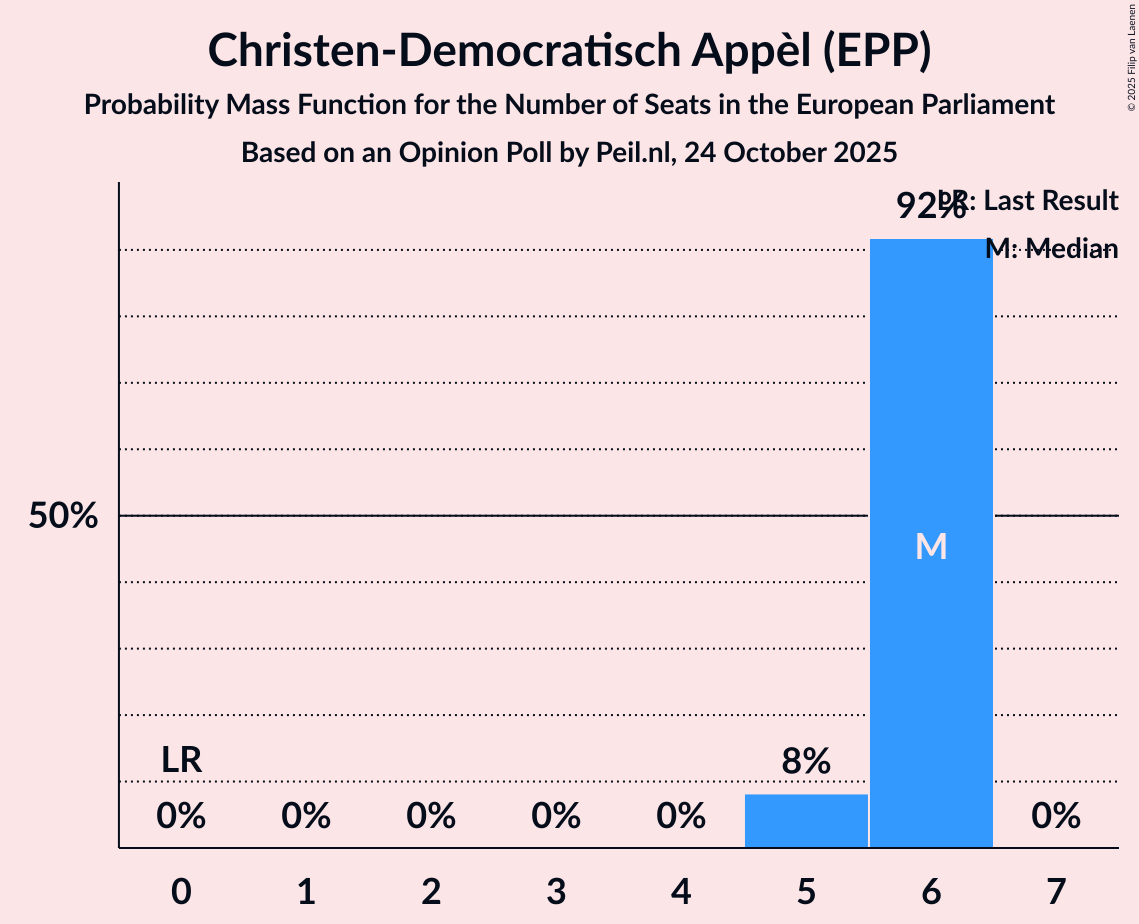 Christen-Democratisch Appèl (EPP)
Probability Mass Function for the Number of Seats in the European Parliament
Based on an Opinion Poll by Peil.nl, 24 October 2025
© 2025 Filip van Laenen
LR: Last Result
M: Median
92%
50%
M
LR
8%
0% 0% 0% 0% 0% 0%
0 1 2 3 4 5 6 7